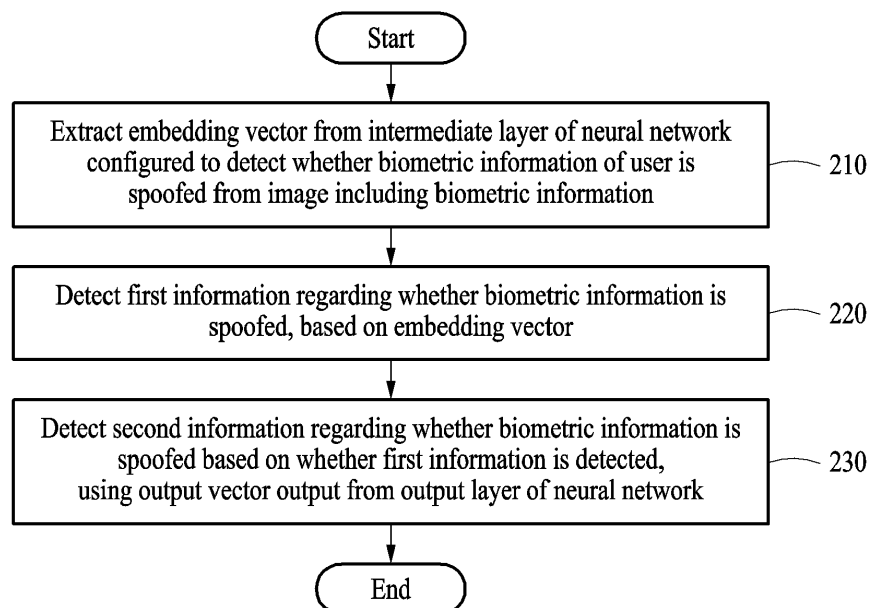 Start
Extract embedding vector from intermediate layer of neural network
configured to detect whether biometric information of user is
spoofed from image including biometric information
210
Detect first information regarding whether biometric information is
spoofed, based on embedding vector
220
Detect second information regarding whether biometric information is
spoofed based on whether first information is detected,
using output vector output from output layer of neural network
230
End